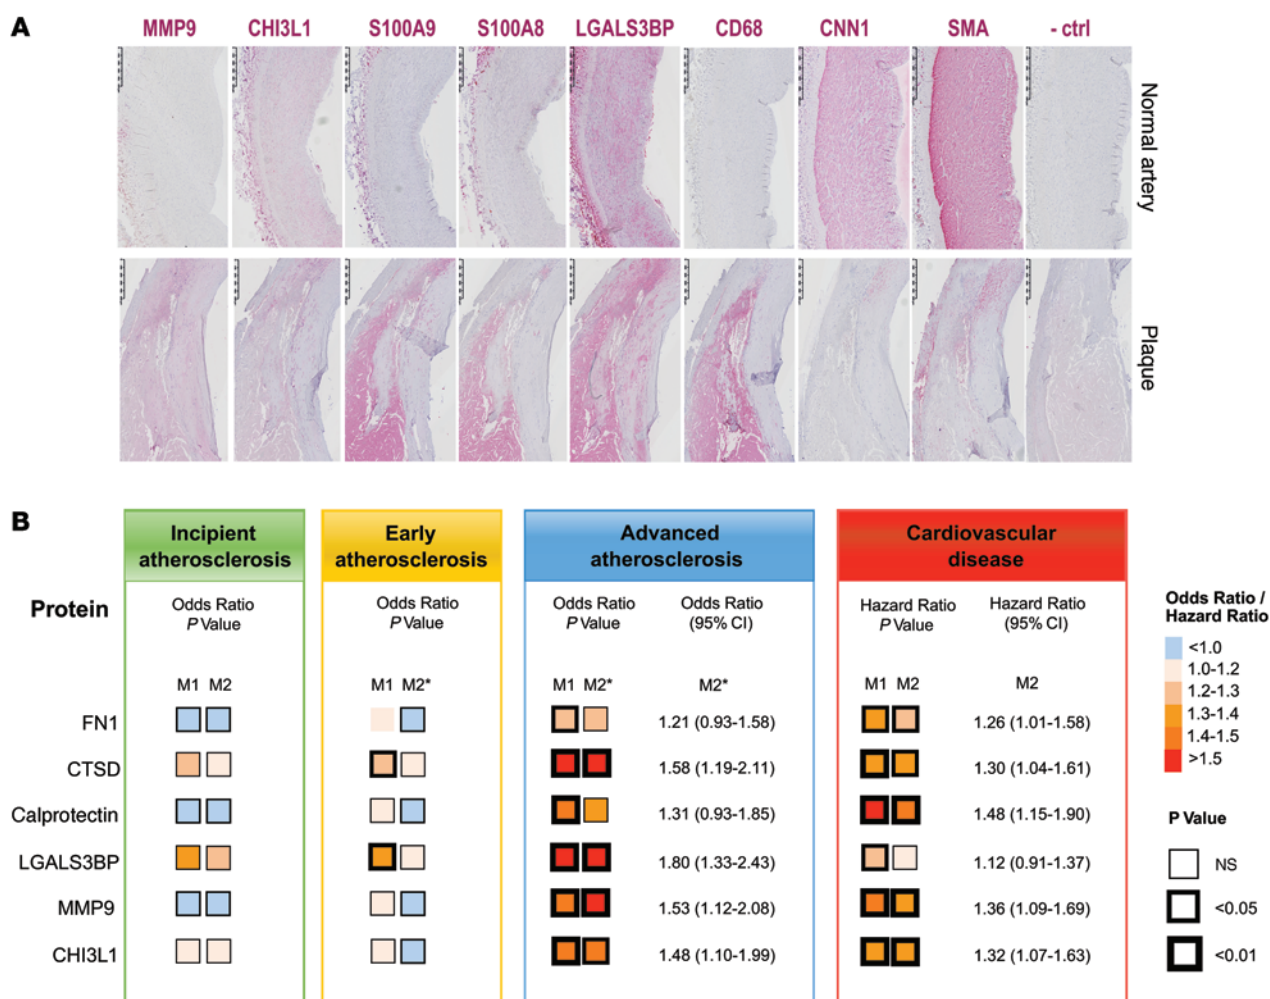 A
MMP9 CHI3L1 S100A9 S100A8 LGALS3BP CD68 CNN1 SMA - ctrl
Normal artery
Plaque
B
Incipient atherosclerosis
Early atherosclerosis
Advanced atherosclerosis
Cardiovascular disease
Protein
Odds Ratio P Value
Odds Ratio P Value
Odds Ratio P Value
Odds Ratio (95% CI)
Hazard Ratio P Value
Hazard Ratio (95% CI)
M1 M2 M1 M2* M1 M2* M2* M1 M2 M2
FN1 1.21 (0.93-1.58) 1.26 (1.01-1.58)
CTSD 1.58 (1.19-2.11) 1.30 (1.04-1.61)
Calprotectin 1.31 (0.93-1.85) 1.48 (1.15-1.90)
LGALS3BP 1.80 (1.33-2.43) 1.12 (0.91-1.37)
MMP9 1.53 (1.12-2.08) 1.36 (1.09-1.69)
CHI3L1 1.48 (1.10-1.99) 1.32 (1.07-1.63)
Odds Ratio /
Hazard Ratio
<1.0
1.0-1.2
1.2-1.3
1.3-1.4
1.4-1.5
>1.5
P Value
NS
<0.05
<0.01